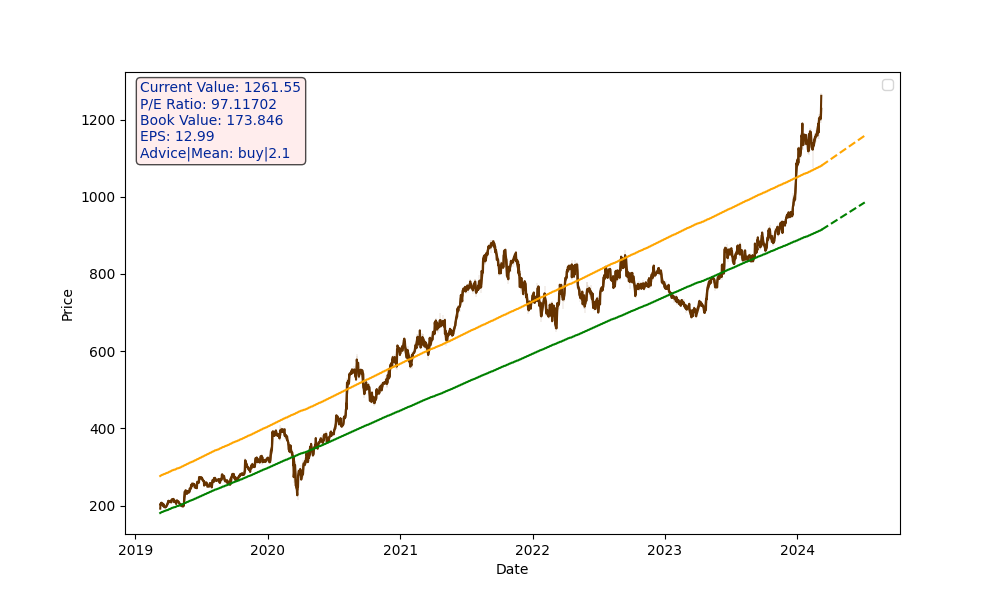 Current Value: 1261.55
P/E Ratio: 97.11702
Book Value: 173.846
EPS: 12.99
Advice|Mean: buy|2.1
1200
1000
800
600
400
200
Price
2019 2020 2021 2022 2023 2024
Date